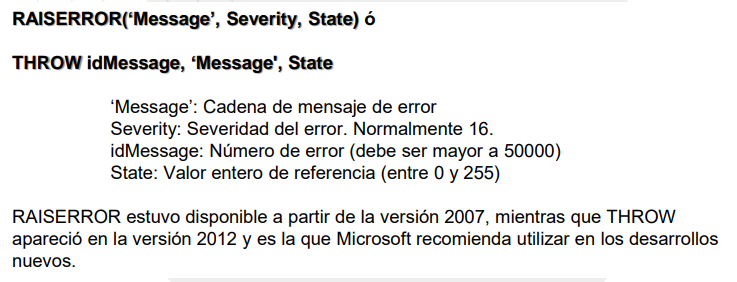 RAISERROR(‘Message’, Severity, State) ó
THROW idMessage, ‘Message', State
‘Message’: Cadena de mensaje de error
Severity: Severidad del error. Normalmente 16.
idMessage: Número de error (debe ser mayor a 50000)
State: Valor entero de referencia (entre 0 y 255)
RAISERROR estuvo disponible a partir de la versión 2007, mientras que THROW
apareció en la versión 2012 y es la que Microsoft recomienda utilizar en los desarrollos
nuevos.